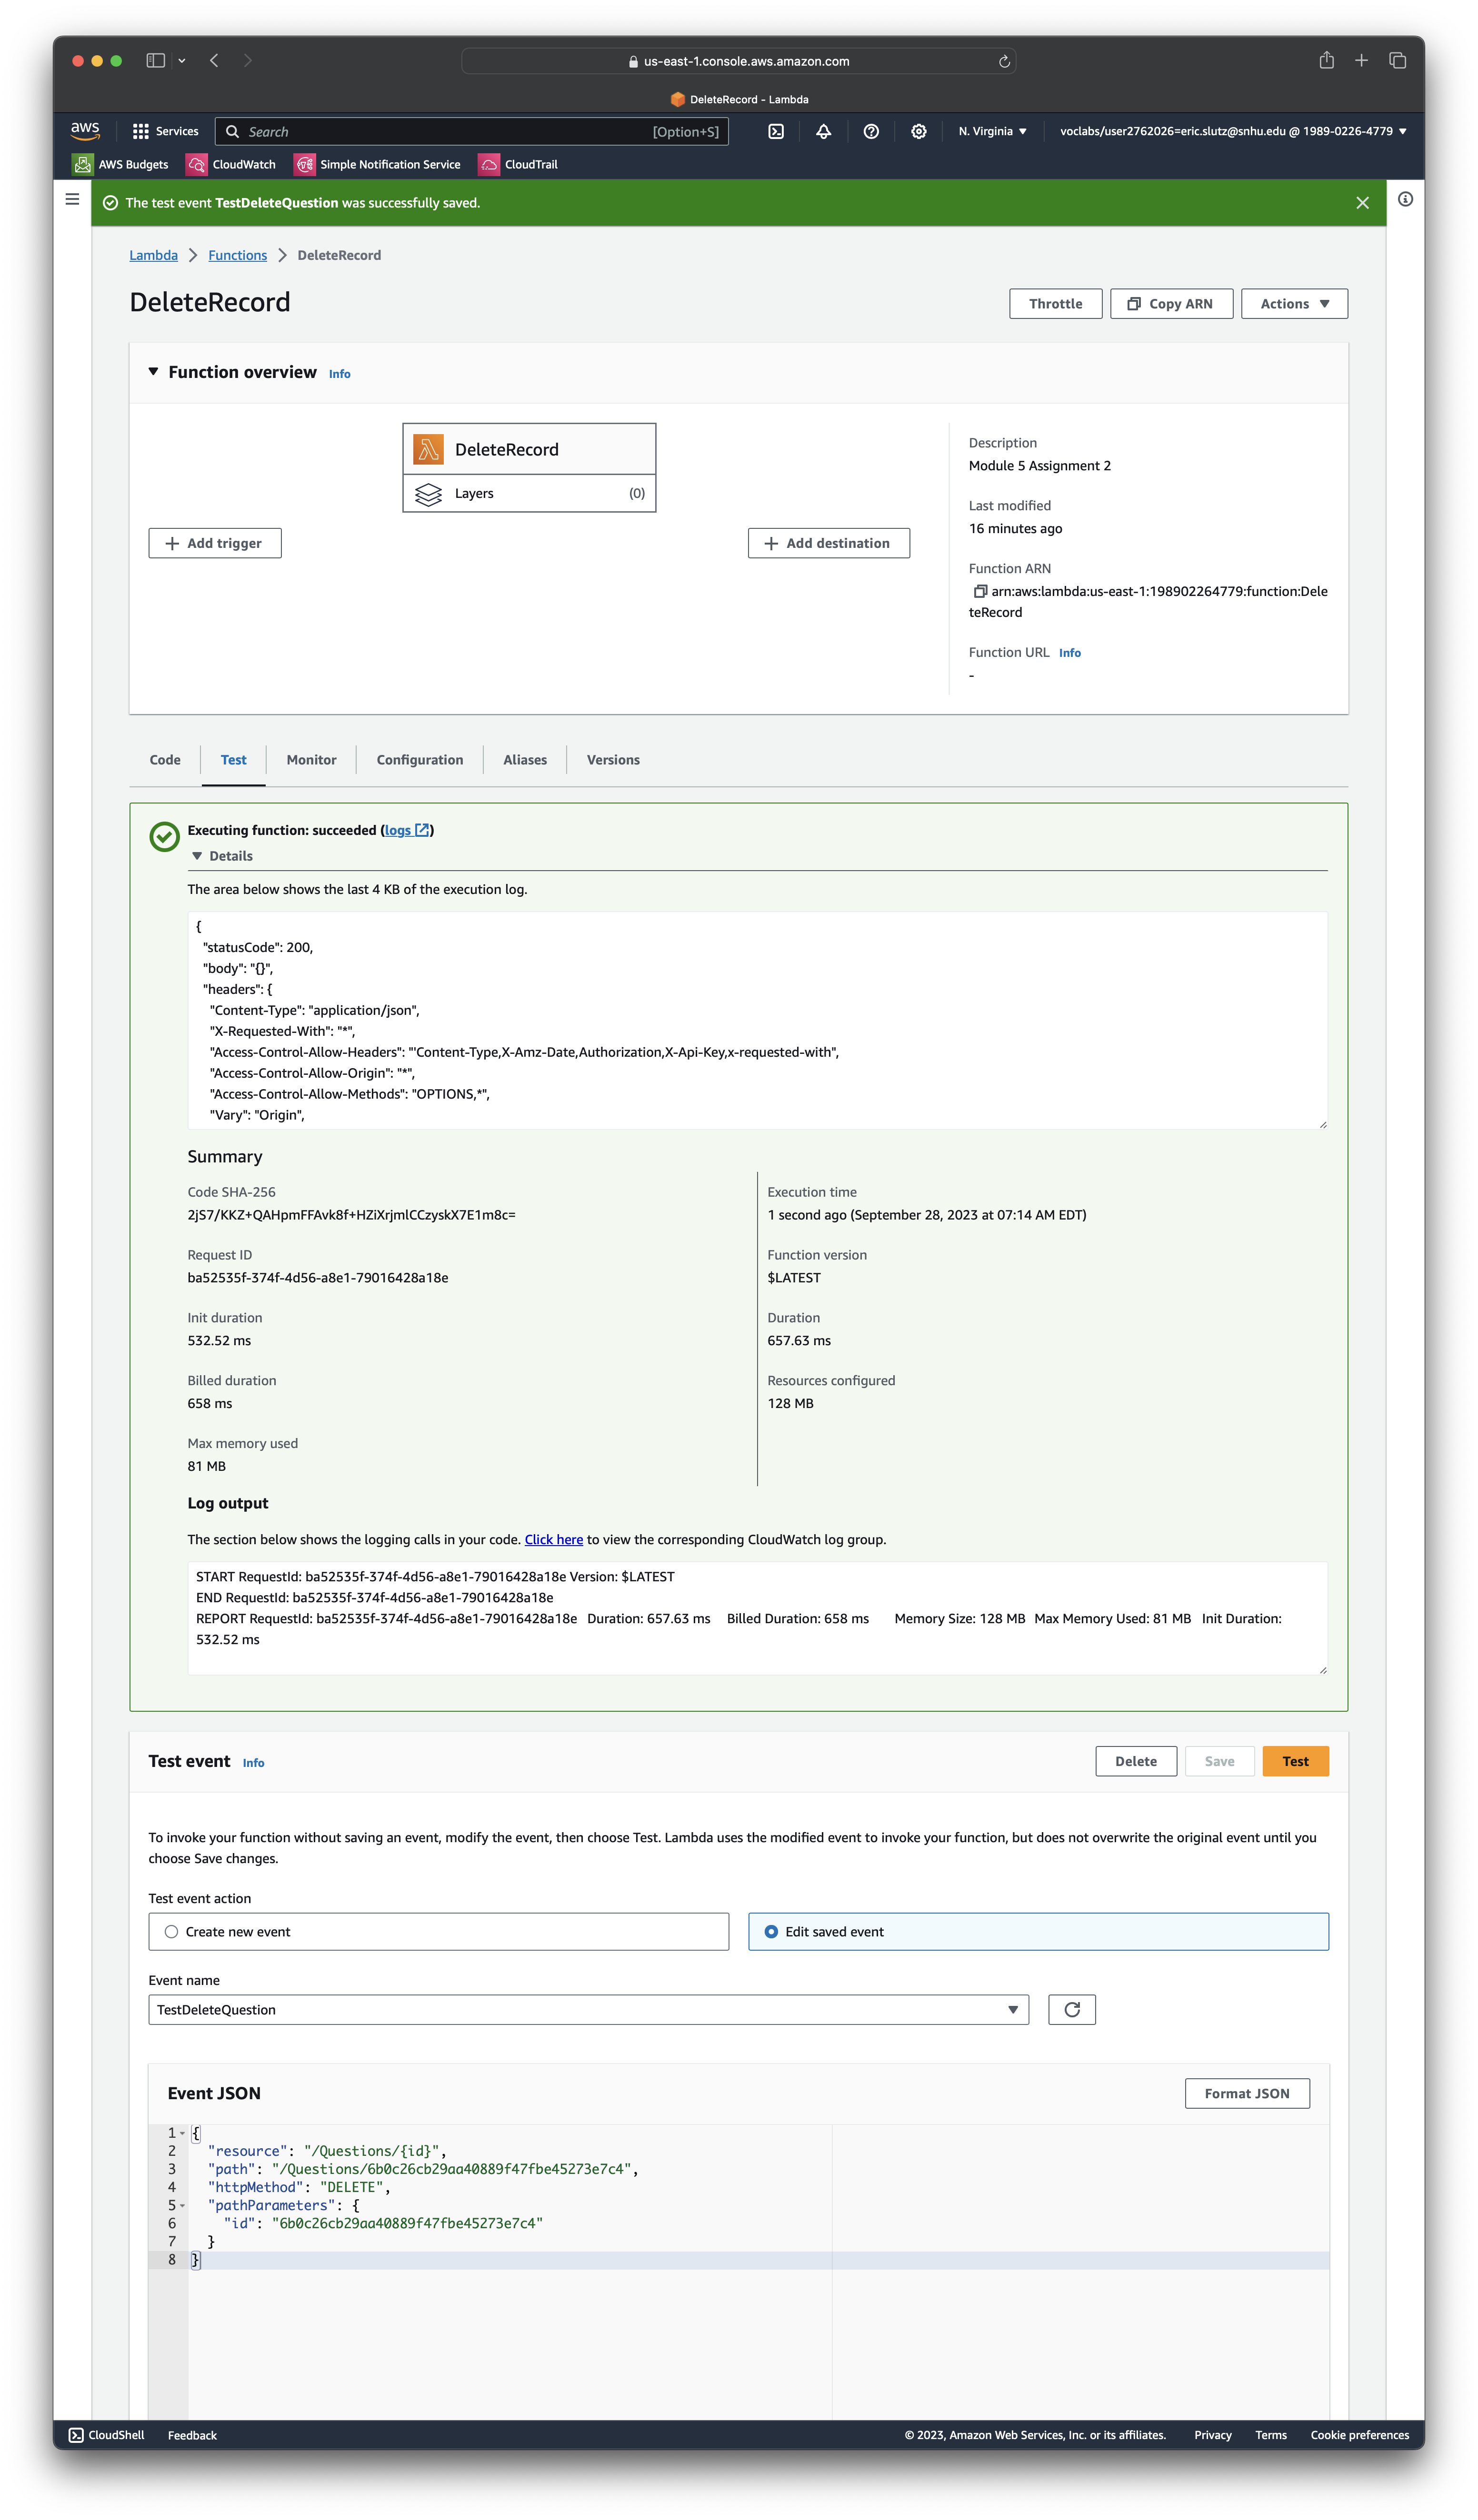 us-east-1.console.aws.amazon.com
DeleteRecord - Lambda
aws
Services
Search
[Option+S]
N. Virginia
voclabs/user2762026=eric.slutz@snhu.edu @ 1989-0226-4779
AWS Budgets
CloudWatch
Simple Notification Service
CloudTrail
The test event TestDeleteQuestion was successfully saved.
Lambda > Functions > DeleteRecord
DeleteRecord
Throttle
Copy ARN
Actions
Function overview Info
DeleteRecord
Layers (0)
Add trigger
Add destination
Description
Module 5 Assignment 2
Last modified
16 minutes ago
Function ARN
arn:aws:lambda:us-east-1:198902264779:function:Dele
teRecord
Function URL Info
-
Code
Test
Monitor
Configuration
Aliases
Versions
Executing function: succeeded (logs)
Details
The area below shows the last 4 KB of the execution log.
{
"statusCode": 200,
"body": "{}",
"headers": {
"Content-Type": "application/json",
"X-Requested-With": "*",
"Access-Control-Allow-Headers": "'Content-Type,X-Amz-Date,Authorization,X-Api-Key,x-requested-with",
"Access-Control-Allow-Origin": "*",
"Access-Control-Allow-Methods": "OPTIONS,*",
"Vary": "Origin",
Summary
Code SHA-256
2jS7/KKZ+QAHpmFFAvk8f+HZiXrjmlCCzyskX7E1m8c=
Execution time
1 second ago (September 28, 2023 at 07:14 AM EDT)
Request ID
ba52535f-374f-4d56-a8e1-79016428a18e
Function version
$LATEST
Init duration
532.52 ms
Duration
657.63 ms
Billed duration
658 ms
Resources configured
128 MB
Max memory used
81 MB
Log output
The section below shows the logging calls in your code. Click here to view the corresponding CloudWatch log group.
START RequestId: ba52535f-374f-4d56-a8e1-79016428a18e Version: $LATEST
END RequestId: ba52535f-374f-4d56-a8e1-79016428a18e
REPORT RequestId: ba52535f-374f-4d56-a8e1-79016428a18e Duration: 657.63 ms Billed Duration: 658 ms Memory Size: 128 MB Max Memory Used: 81 MB Init Duration:
532.52 ms
Test event Info
Delete
Save
Test
To invoke your function without saving an event, modify the event, then choose Test. Lambda uses the modified event to invoke your function, but does not overwrite the original event until you
choose Save changes.
Test event action
Create new event
Edit saved event
Event name
TestDeleteQuestion
Event JSON
Format JSON
1 {
2 "resource": "/Questions/{id}",
3 "path": "/Questions/6b0c26cb29aa40889f47fbe45273e7c4",
4 "httpMethod": "DELETE",
5 "pathParameters": {
6 "id": "6b0c26cb29aa40889f47fbe45273e7c4"
7 }
8 }
CloudShell
Feedback
© 2023, Amazon Web Services, Inc. or its affiliates.
Privacy
Terms
Cookie preferences